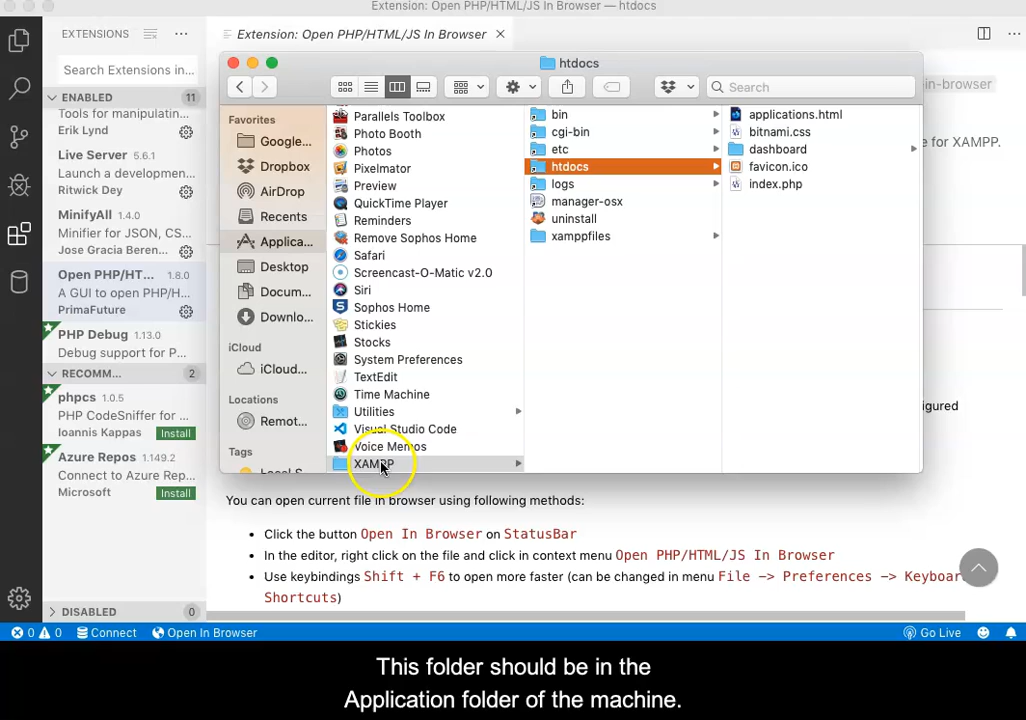 Extension: Open PHP/HTML/JS In Browser — htdocs
EXTENSIONS
Extension: Open PHP/HTML/JS In Browser
Search Extensions in...
ENABLED 11
Tools for manipulatin...
Erik Lynd
Live Server 5.6.1
Launch a developmen...
Ritwick Dey
MinifyAll 1.4.0
Minifier for JSON, CS...
Jose Gracia Beren...
Open PHP/HT... 1.8.0
A GUI to open PHP/H...
PrimaFuture
PHP Debug 1.13.0
Debug support for P...
RECOMM... 2
phpcs 1.0.5
PHP CodeSniffer for ...
Ioannis Kappas Install
Azure Repos 1.149.2
Connect to Azure Rep...
Microsoft Install
DISABLED 0
htdocs
Search
Favorites
Google...
Dropbox
AirDrop
Recents
Applica...
Desktop
Docum...
Downlo...
iCloud
iCloud...
Locations
Remot...
Tags
Parallels Toolbox
Photo Booth
Photos
Pixelmator
Preview
QuickTime Player
Reminders
Remove Sophos Home
Safari
Screencast-O-Matic v2.0
Siri
Sophos Home
Stickies
Stocks
System Preferences
TextEdit
Time Machine
Utilities
Visual Studio Code
Voice Memos
XAMPP
bin
cgi-bin
etc
htdocs
logs
manager-osx
uninstall
xamppfiles
applications.html
bitnami.css
dashboard
favicon.ico
index.php
in-browser
e for XAMPP.
igured
You can open current file in browser using following methods:
• Click the button Open In Browser on StatusBar
• In the editor, right click on the file and click in context menu Open PHP/HTML/JS In Browser
• Use keybindings Shift + F6 to open more faster (can be changed in menu File -> Preferences -> Keyboar
Shortcuts)
0 0 Connect Open In Browser Go Live
This folder should be in the
Application folder of the machine.